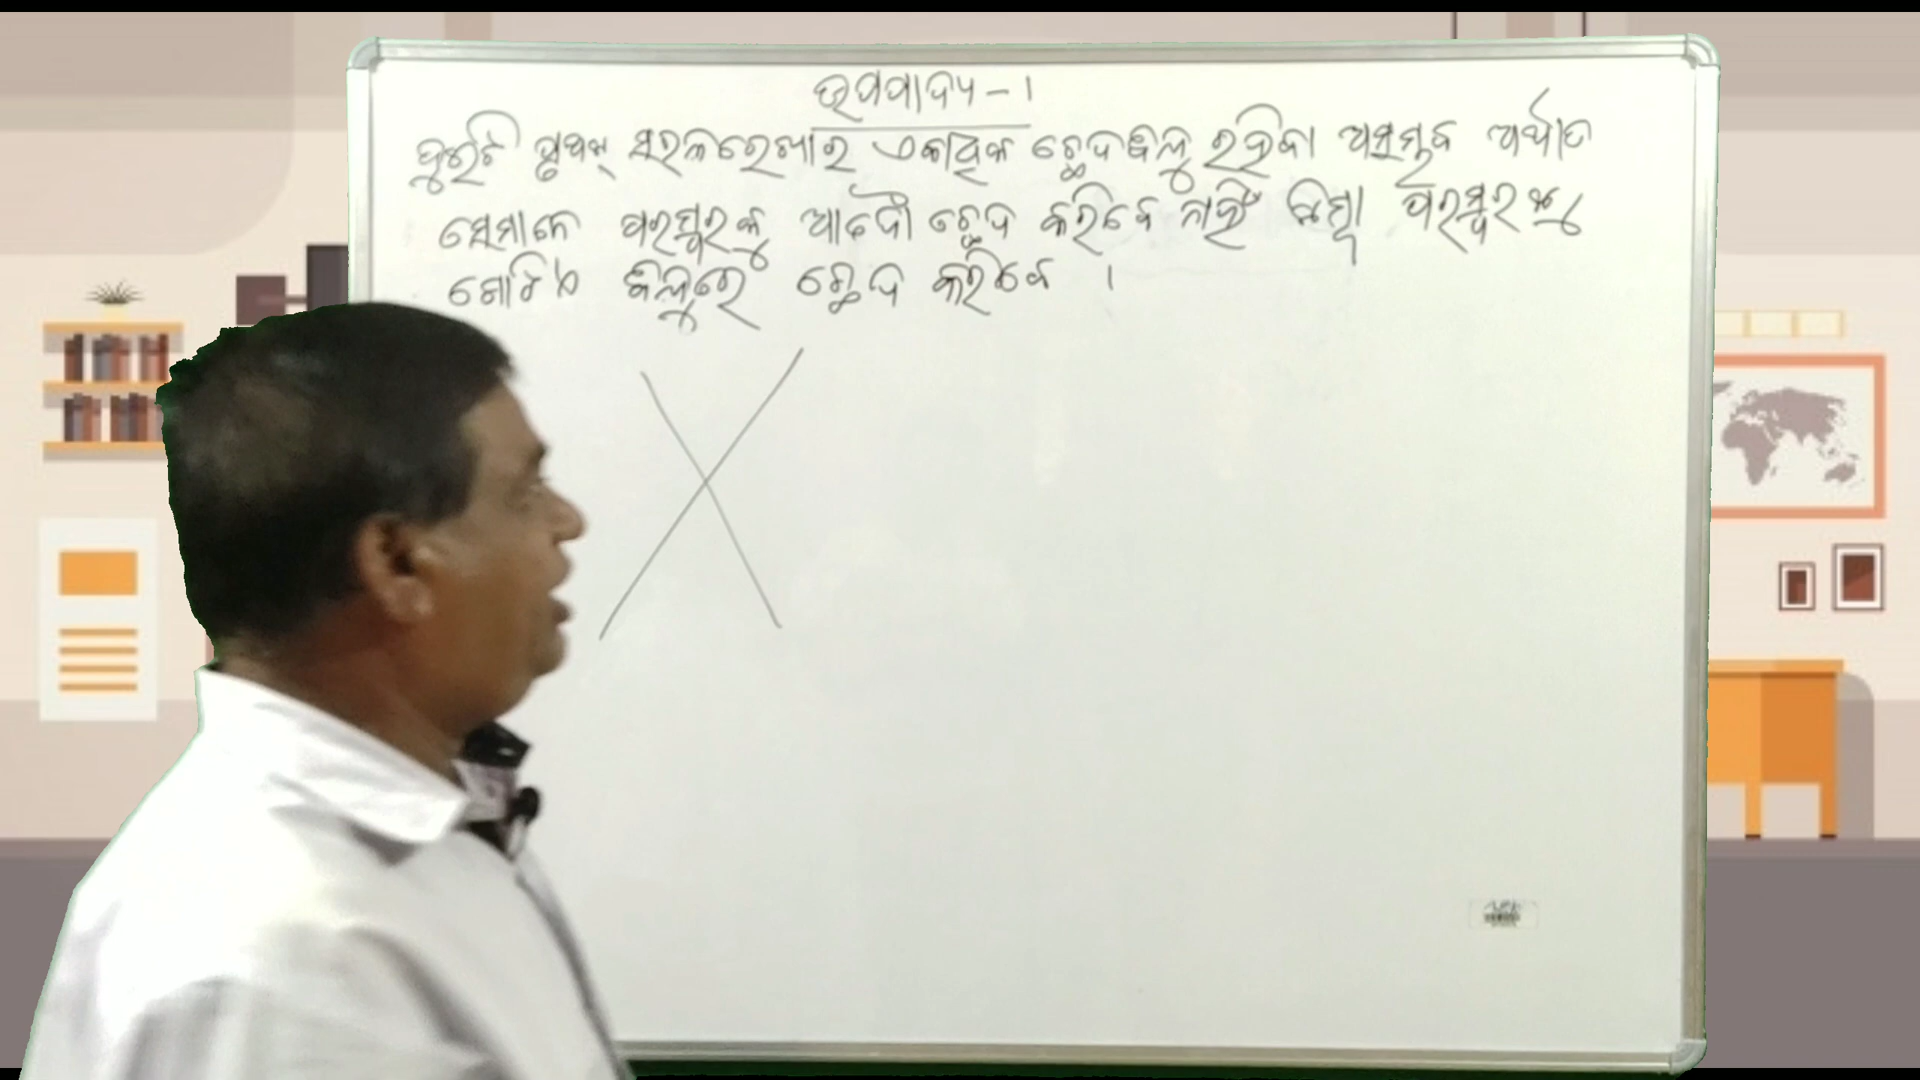 ଉପପାଦ୍ୟ - ୧
ଦୁଇଟି ପୃଥକ୍ ସରଳରେଖାର ଏକାଧିକ ଛେଦବିନ୍ଦୁ ରହିବା ଅସମ୍ଭବ ଅର୍ଥାତ
ସେମାନେ ପରସ୍ପରକୁ ଆଦୌ ଛେଦ କରିବେ ନାହିଁ କିମ୍ବା ପରସ୍ପରକୁ
ଗୋଟିଏ ବିନ୍ଦୁରେ ଛେଦ କରିବେ ।